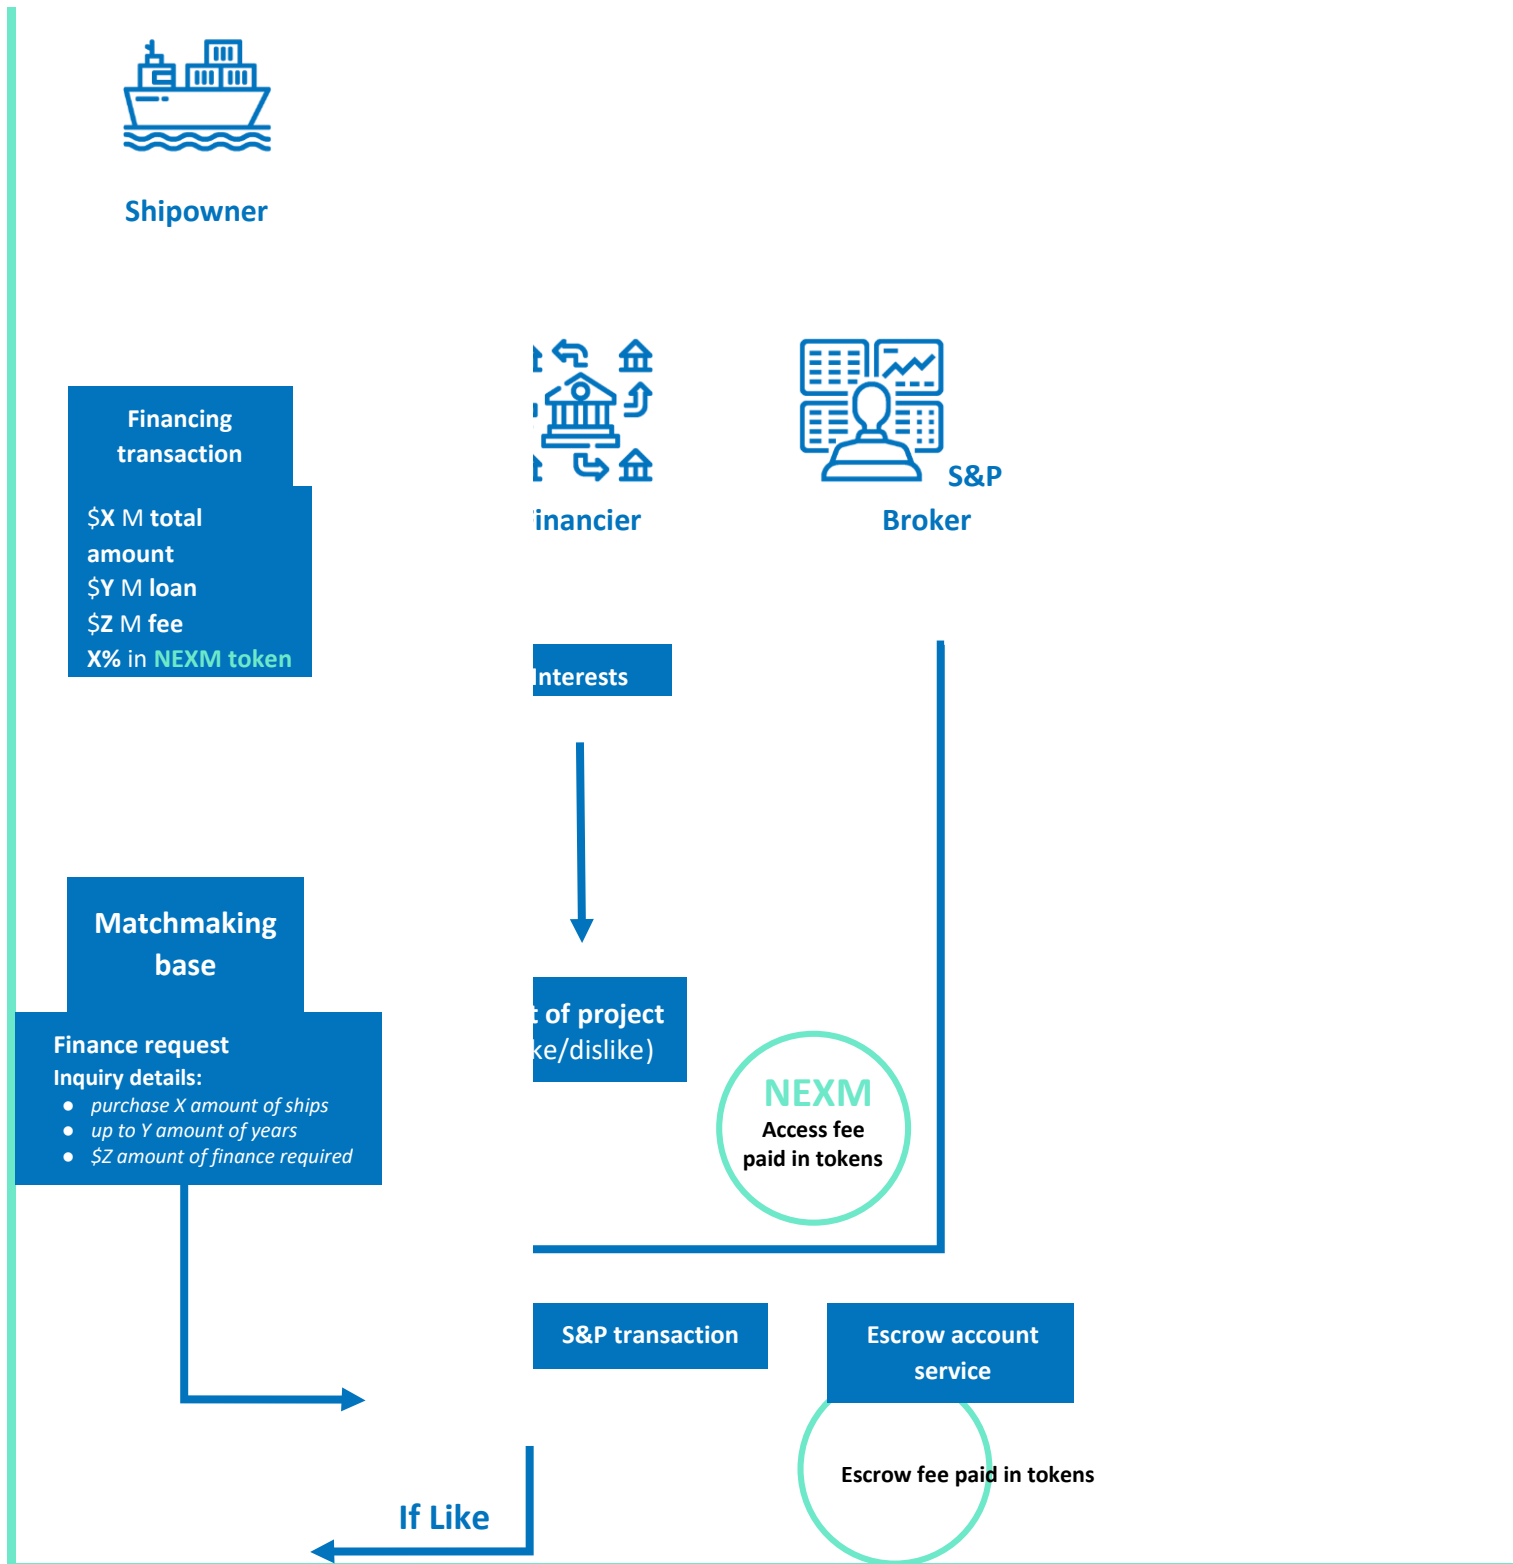 Shipowner
Financing
transaction
$X M total
amount
$Y M loan
$Z M fee
X% in NEXM token
inancier
S&P
Broker
Interests
Matchmaking
base
Finance request
Inquiry details:
● purchase X amount of ships
● up to Y amount of years
● $Z amount of finance required
t of project
ke/dislike)
NEXM
Access fee
paid in tokens
S&P transaction
Escrow account
service
Escrow fee paid in tokens
If Like